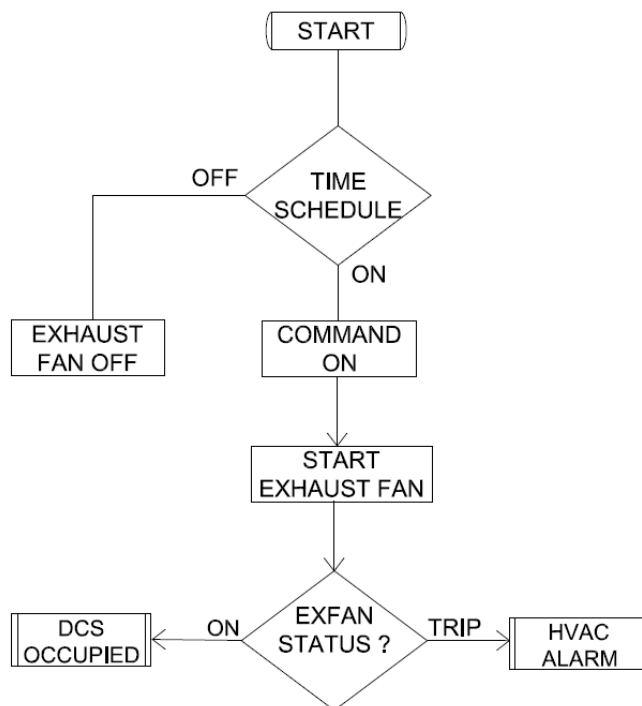 START
TIME
SCHEDULE
OFF
ON
EXHAUST
FAN OFF
COMMAND
ON
START
EXHAUST FAN
EXFAN
STATUS ?
ON
TRIP
DCS
OCCUPIED
HVAC
ALARM